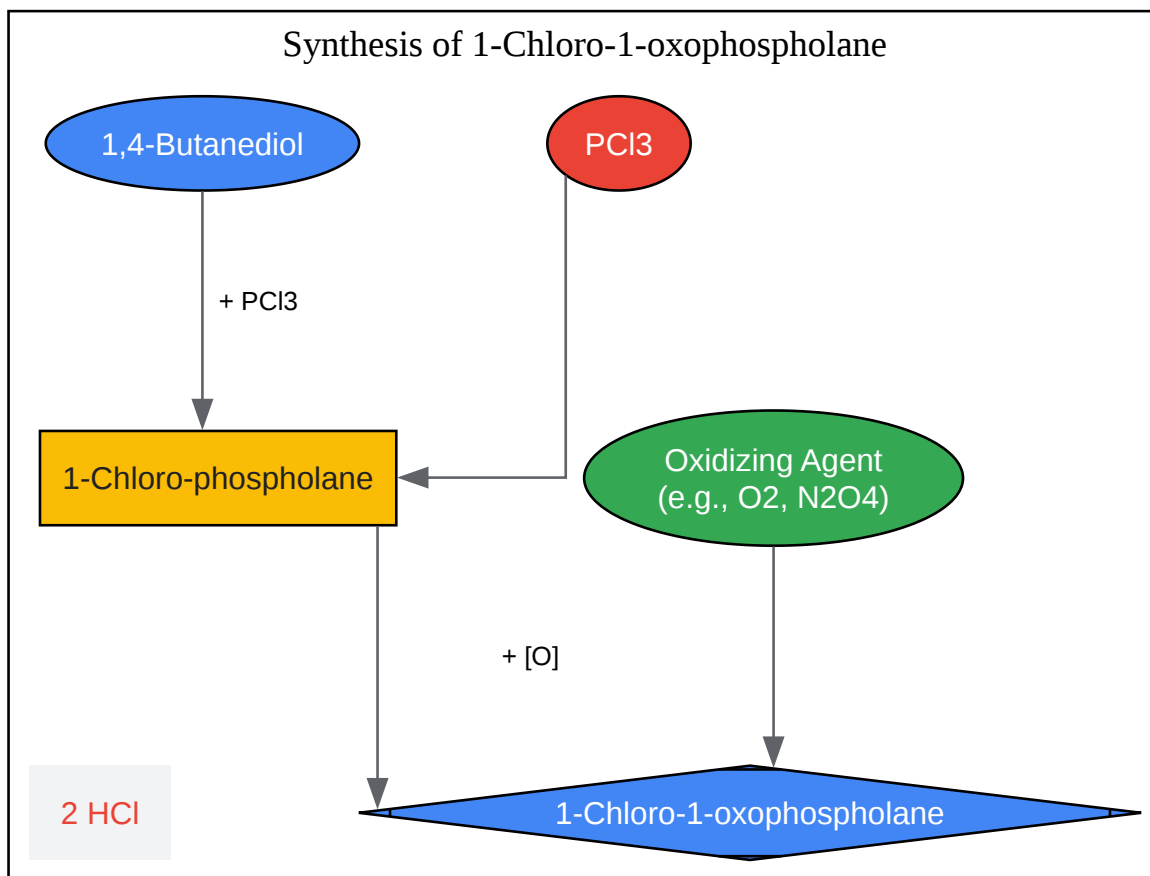 Synthesis of 1-Chloro-1-oxophospholane
1,4-Butanediol
PCl3
+ PCl3
1-Chloro-phospholane
Oxidizing Agent
(e.g., O2, N2O4)
+ [O]
2 HCl
1-Chloro-1-oxophospholane